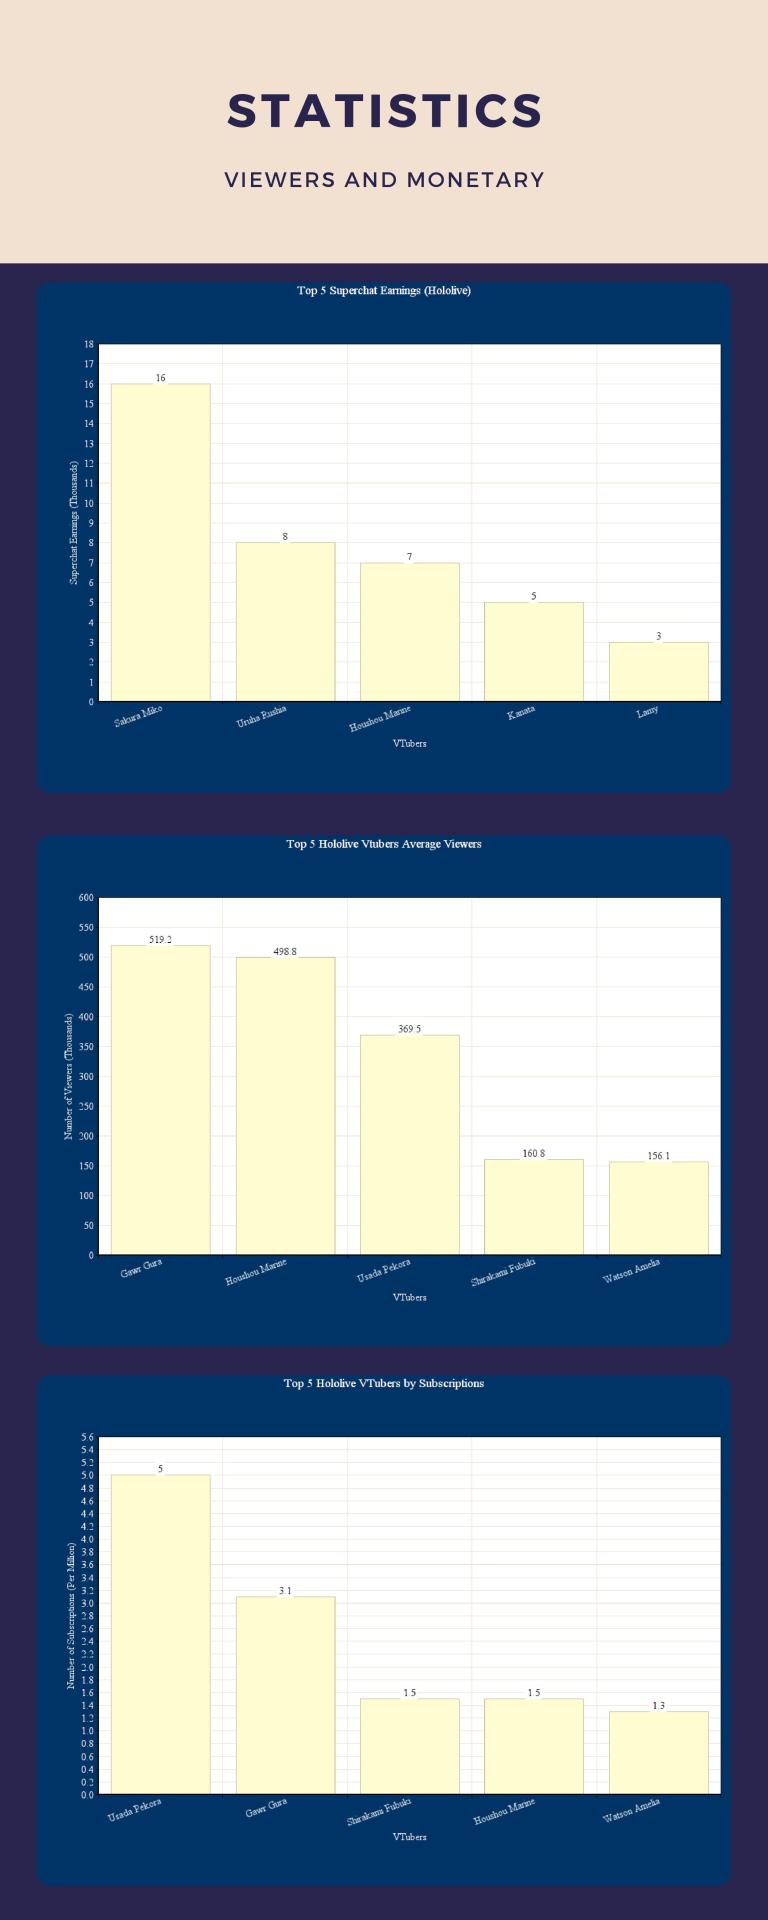 STATISTICS
VIEWERS AND MONETARY
Top 5 Superchat Earnings (Hololive)
Superchat Earnings (Thousands)
18
17
16
15
14
13
12
11
10
9
8
7
6
5
4
3
2
1
0
16
8
7
5
3
Sakura Miko
Uruha Rushia
Houshou Marine
Kanata
Lamy
VTubers
Top 5 Hololive Vtubers Average Viewers
Number of Viewers (Thousands)
600
550
500
450
400
350
300
250
200
150
100
50
0
519.2
498.8
369.5
160.8
156.1
Gawr Gura
Houshou Marine
Usada Pekora
Shirakami Fubuki
Watson Amelia
VTubers
Top 5 Hololive VTubers by Subscriptions
Number of Subscriptions (Per Million)
5.6
5.4
5.2
5.0
4.8
4.6
4.4
4.2
4.0
3.8
3.6
3.4
3.2
3.0
2.8
2.6
2.4
2.2
2.0
1.8
1.6
1.4
1.2
1.0
0.8
0.6
0.4
0.2
0.0
5
3.1
1.5
1.5
1.3
Usada Pekora
Gawr Gura
Shirakami Fubuki
Houshou Marine
Watson Amelia
VTubers